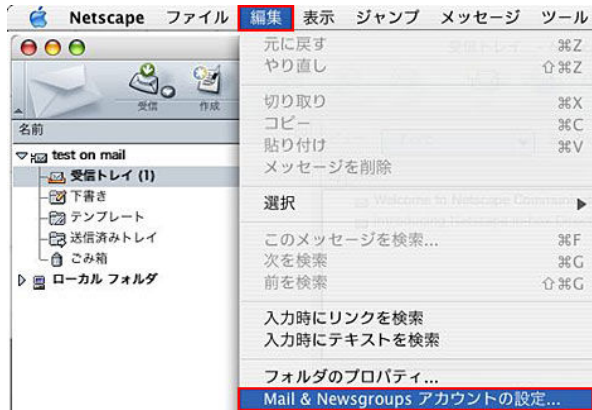 Netscape ファイル 編集 表示 ジャンプ メッセージ ツール
受信 作成
名前
test on mail
受信トレイ (1)
下書き
テンプレート
送信済みトレイ
ごみ箱
ローカル フォルダ
元に戻す ⌘Z
やり直し ⇧⌘Z
切り取り ⌘X
コピー ⌘C
貼り付け ⌘V
メッセージを削除
選択
このメッセージを検索... ⌘F
次を検索 ⌘G
前を検索 ⇧⌘G
入力時にリンクを検索
入力時にテキストを検索
フォルダのプロパティ...
Mail & Newsgroups アカウントの設定...